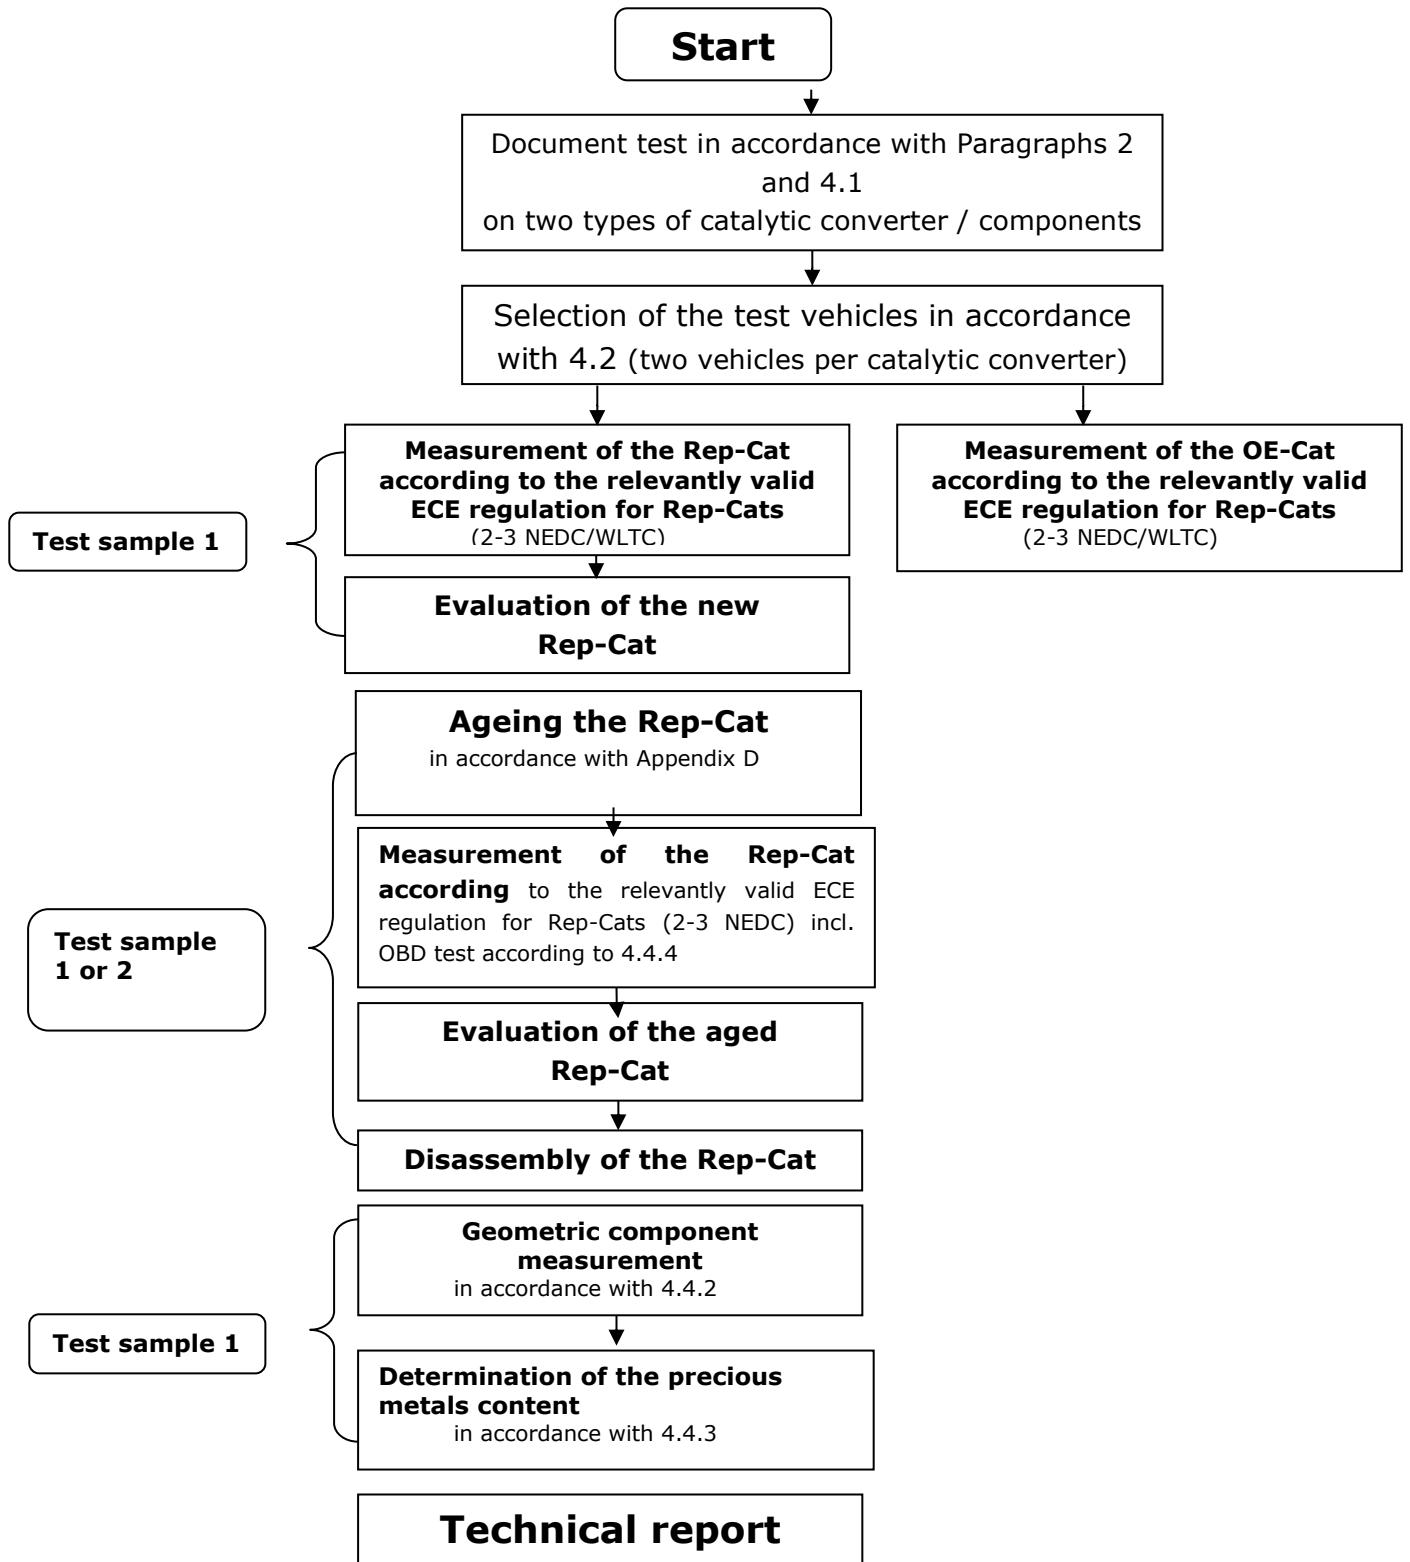 Start
Document test in accordance with Paragraphs 2
and 4.1
on two types of catalytic converter / components
Selection of the test vehicles in accordance
with 4.2 (two vehicles per catalytic converter)
Measurement of the Rep-Cat
according to the relevantly valid
ECE regulation for Rep-Cats
(2-3 NEDC/WLTC)
Measurement of the OE-Cat
according to the relevantly valid
ECE regulation for Rep-Cats
(2-3 NEDC/WLTC)
Test sample 1
Evaluation of the new
Rep-Cat
Ageing the Rep-Cat
in accordance with Appendix D
Measurement of the Rep-Cat
according to the relevantly valid ECE
regulation for Rep-Cats (2-3 NEDC) incl.
OBD test according to 4.4.4
Test sample
1 or 2
Evaluation of the aged
Rep-Cat
Disassembly of the Rep-Cat
Geometric component
measurement
in accordance with 4.4.2
Test sample 1
Determination of the precious
metals content
in accordance with 4.4.3
Technical report